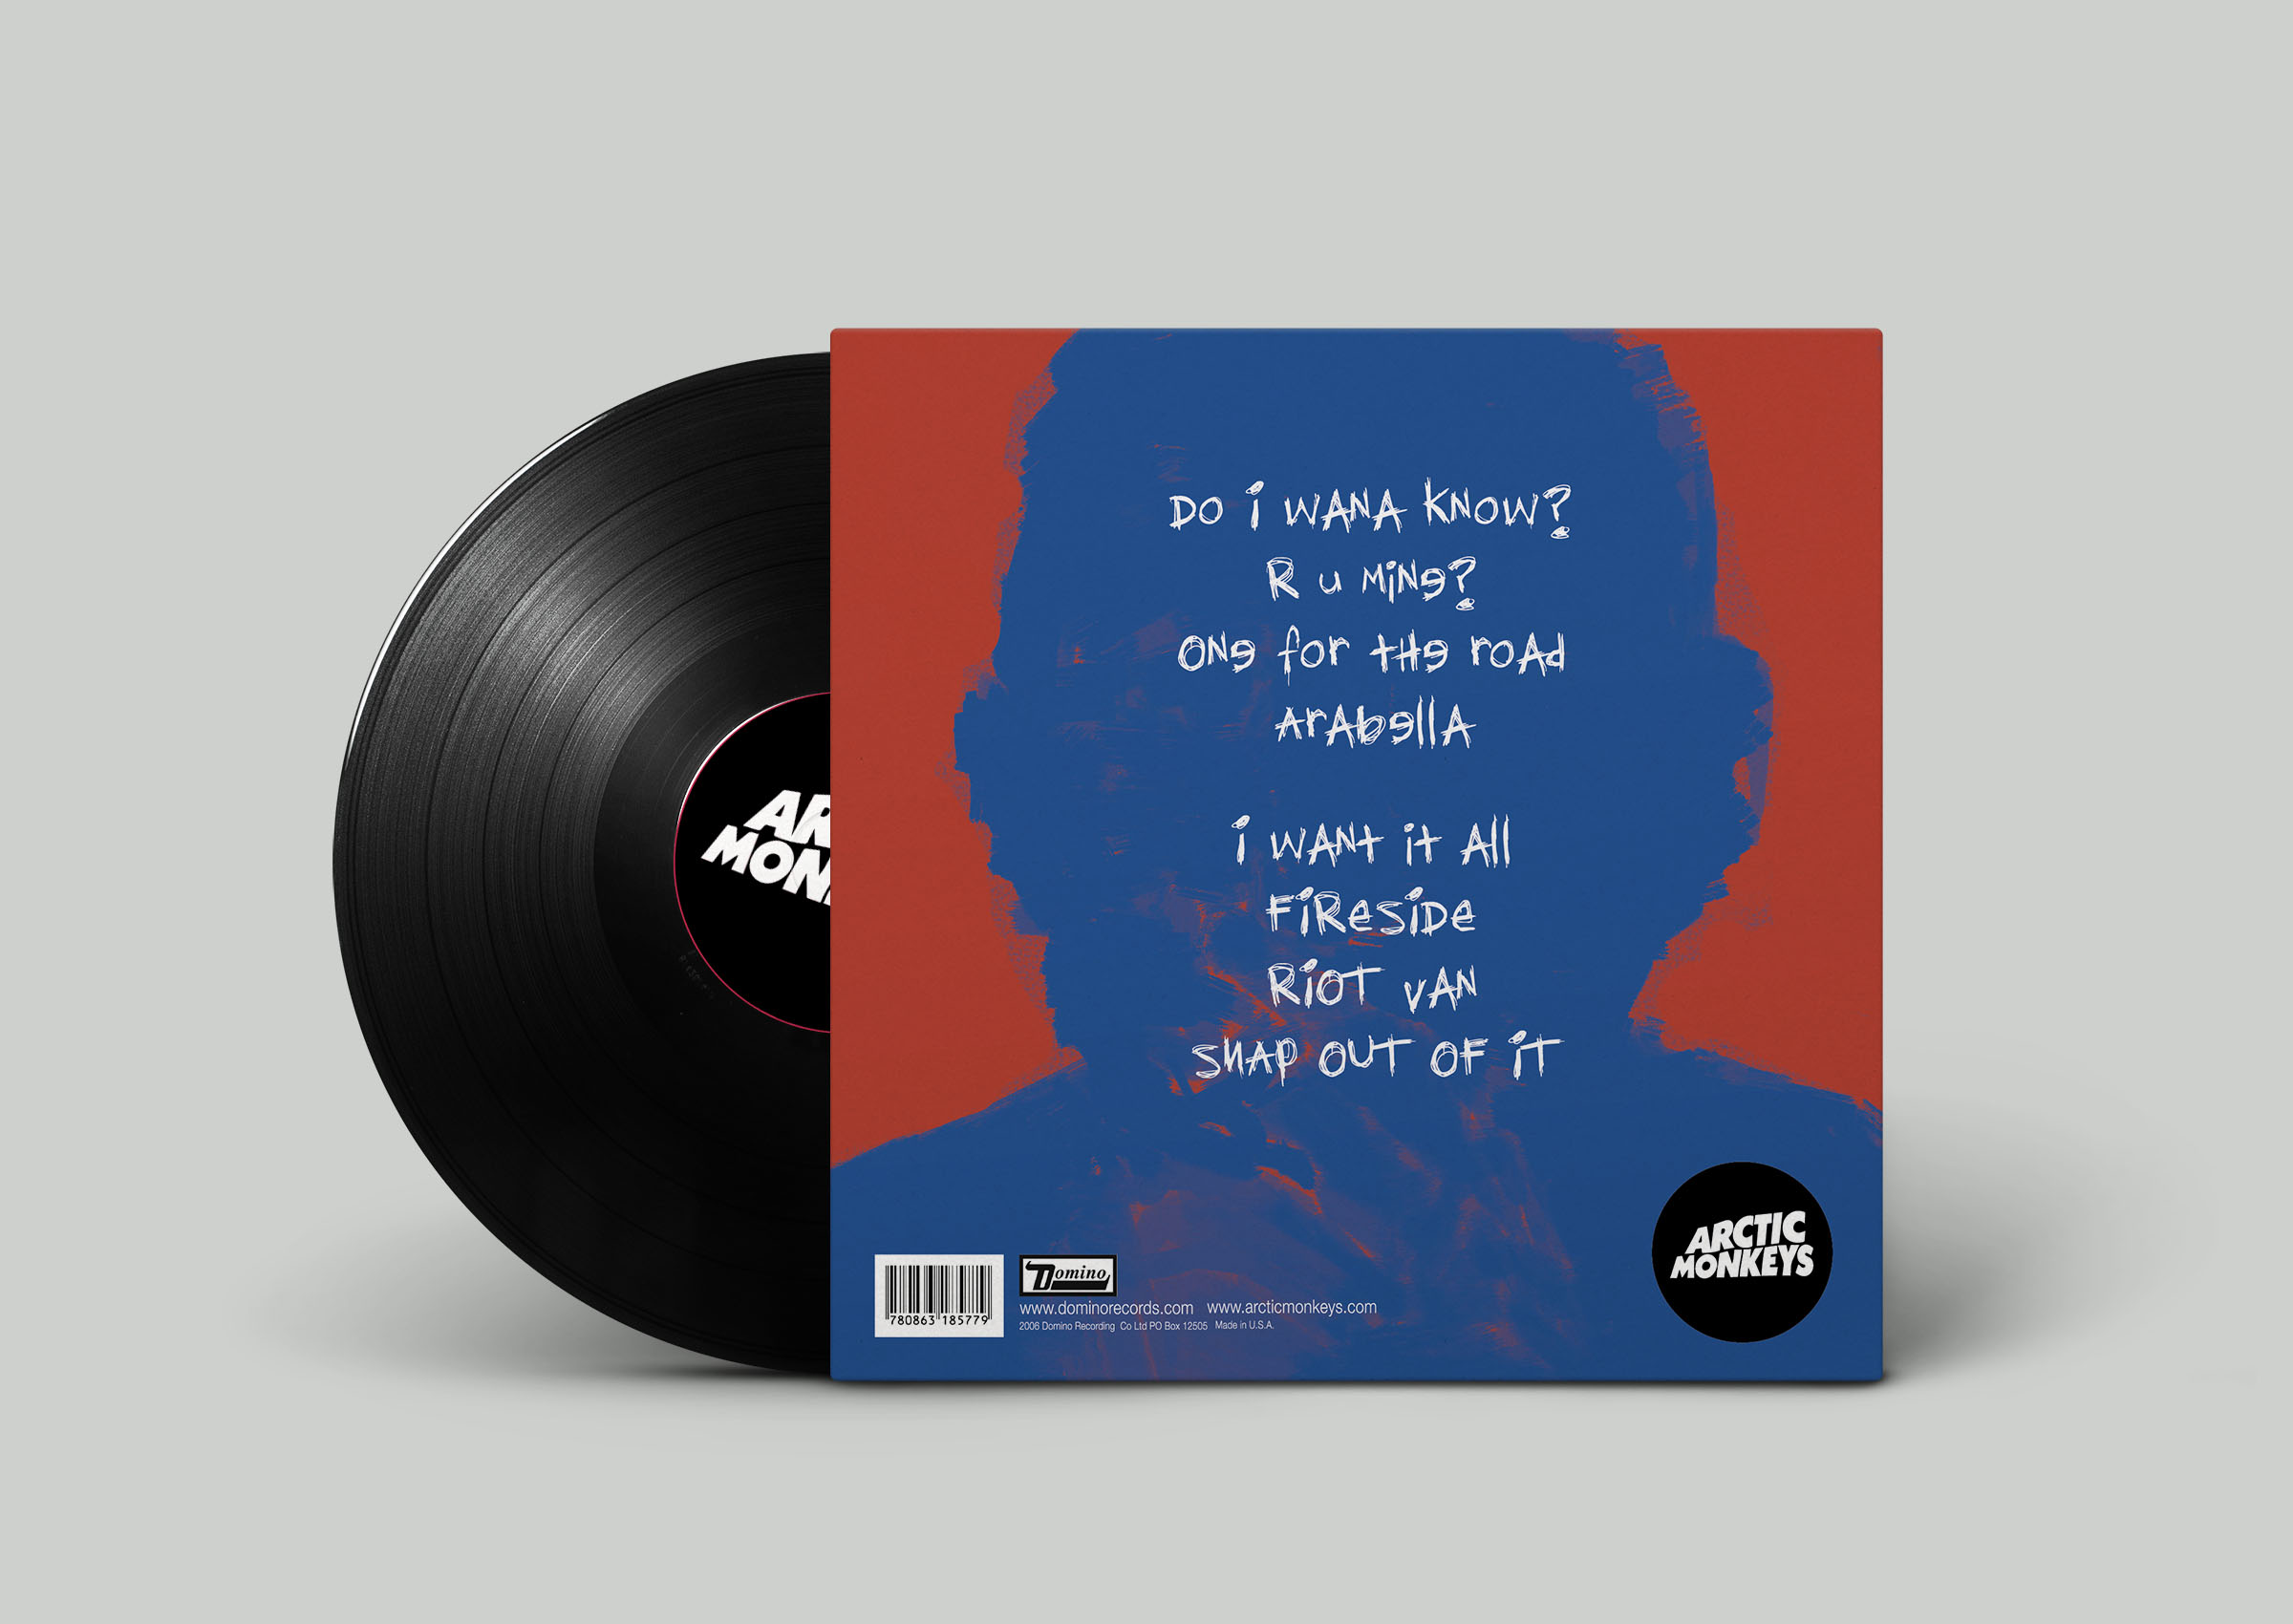 AR
MON
DO i WANA KNOW?
R u MiNe?
ONe for tHe roAd
ArAbellA
i wANt it All
FiReSiDe
RiOT vAN
SNAP OUT OF iT
780863 185779
Domino
www.dominorecords.com www.arcticmonkeys.com
2006 Domino Recording Co Ltd PO Box 12505 Made in U.S.A.
ARCTIC
MONKEYS